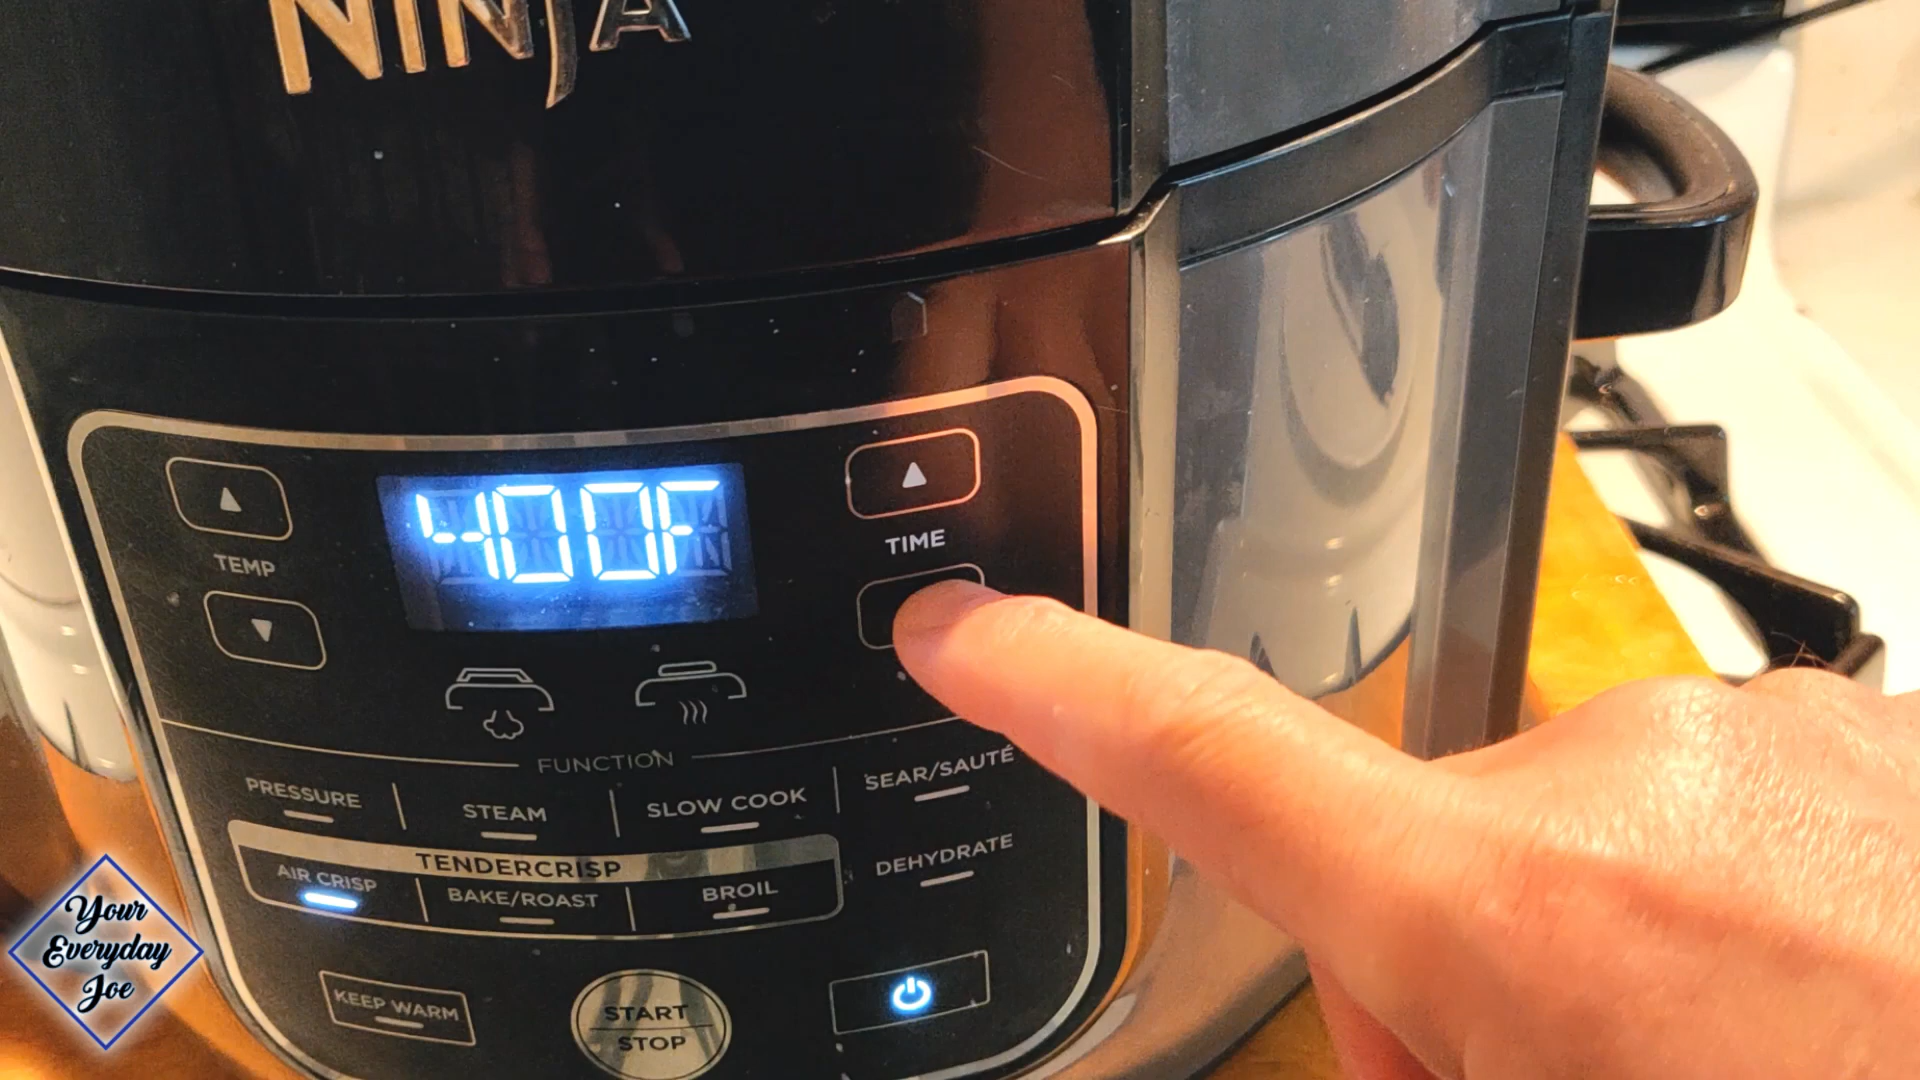 NINJA
TEMP
400F
TIME
FUNCTION
PRESSURE
STEAM
SLOW COOK
SEAR/SAUTÉ
TENDERCRISP
AIR CRISP
BAKE/ROAST
BROIL
DEHYDRATE
KEEP WARM
START
STOP
Your
Everyday
Joe